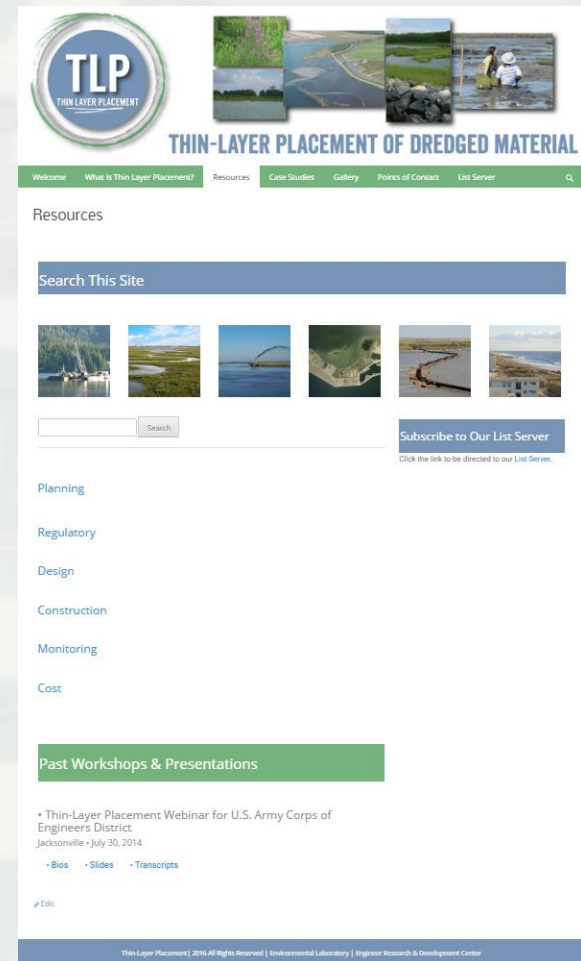 TLP
THIN LAYER PLACEMENT
THIN-LAYER PLACEMENT OF DREDGED MATERIAL
Welcome What Is Thin Layer Placement? Resources Case Studies Gallery Points of Contact List Server
Resources
Search This Site
Search
Subscribe to Our List Server
Click the link to be directed to our List Server.
Planning
Regulatory
Design
Construction
Monitoring
Cost
Past Workshops & Presentations
• Thin-Layer Placement Webinar for U.S. Army Corps of
Engineers District
Jacksonville • July 30, 2014
• Bios • Slides • Transcripts
Edit
Thin-Layer Placement| 2016 All Rights Reserved | Environmental Laboratory | Engineer Research & Development Center